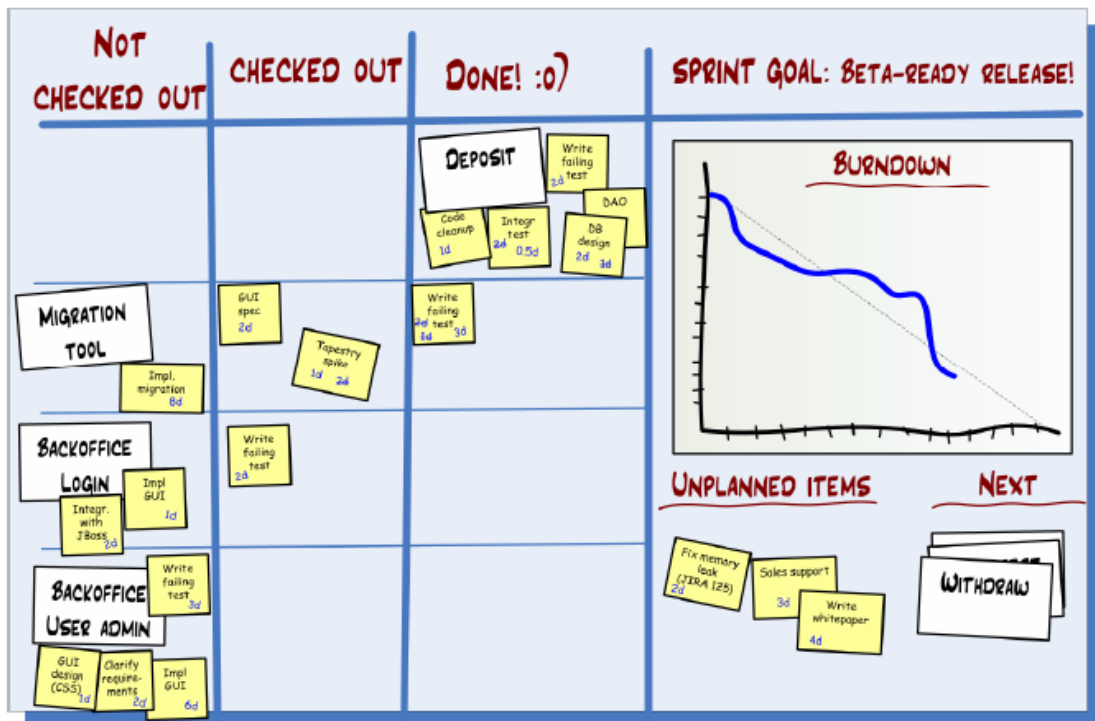 Not
checked out
checked out
Done! :o)
sprint goal: Beta-ready release!
Deposit
Write
failing
test
2d
Code
cleanup
1d
Integr
test
2d
0.5d
DAO
DB
design
2d
3d
Migration
tool
Impl.
migration
8d
GUI
spec
2d
Tapestry
spike
1d 2d
Write
failing
test
2d
3d
3d
Backoffice
Login
Impl
GUI
1d
Integr.
with
JBoss
2d
Write
failing
test
2d
Backoffice
User admin
Write
failing
test
3d
GUI
design
(CSS)
1d
Clarify
require-
ments
2d
Impl
GUI
6d
Burndown
Unplanned items
Next
Fix memory
leak
(JIRA 125)
2d
Sales support
3d
Write
whitepaper
4d
Withdraw